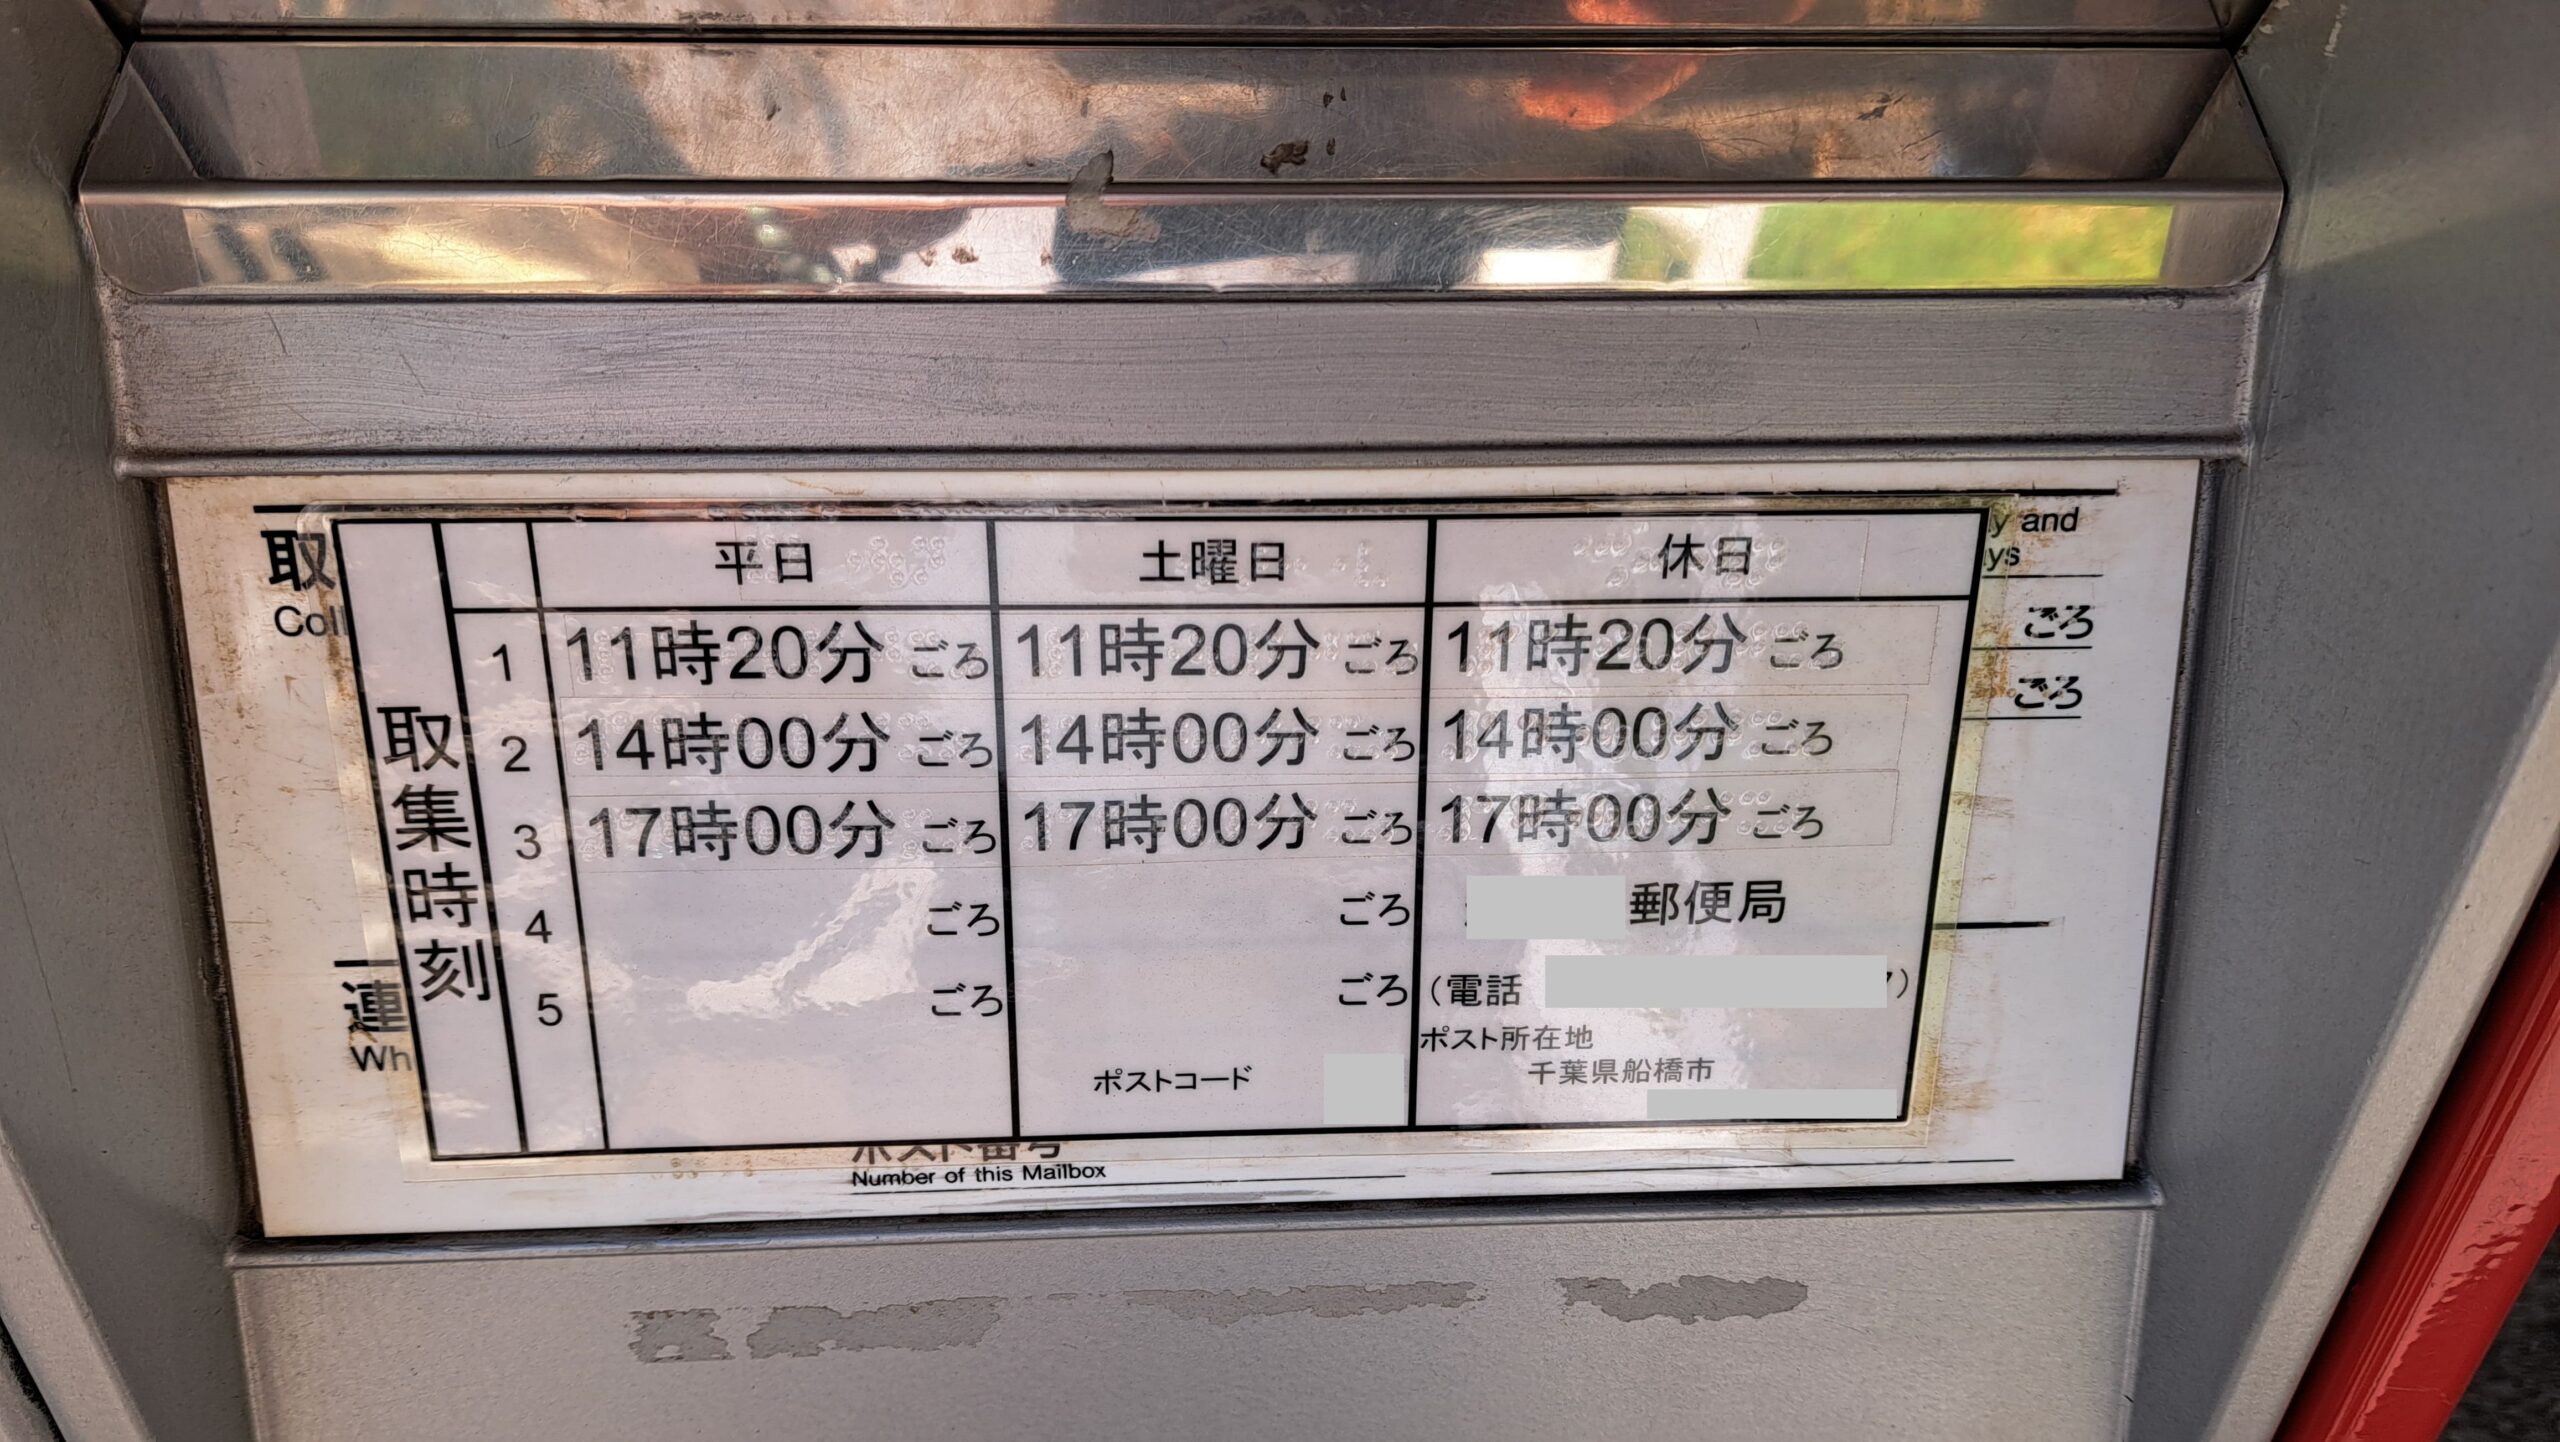 取
Coll
y and
ys
ごろ
ごろ
取集時刻
平日 土曜日 休日
1 11時20分 ごろ 11時20分 ごろ 11時20分 ごろ
2 14時00分 ごろ 14時00分 ごろ 14時00分 ごろ
3 17時00分 ごろ 17時00分 ごろ 17時00分 ごろ
4 ごろ ごろ 郵便局
5 ごろ ごろ (電話 )
ポスト所在地
千葉県船橋市
ポストコード
連
Wh
ポスト番号
Number of this Mailbox